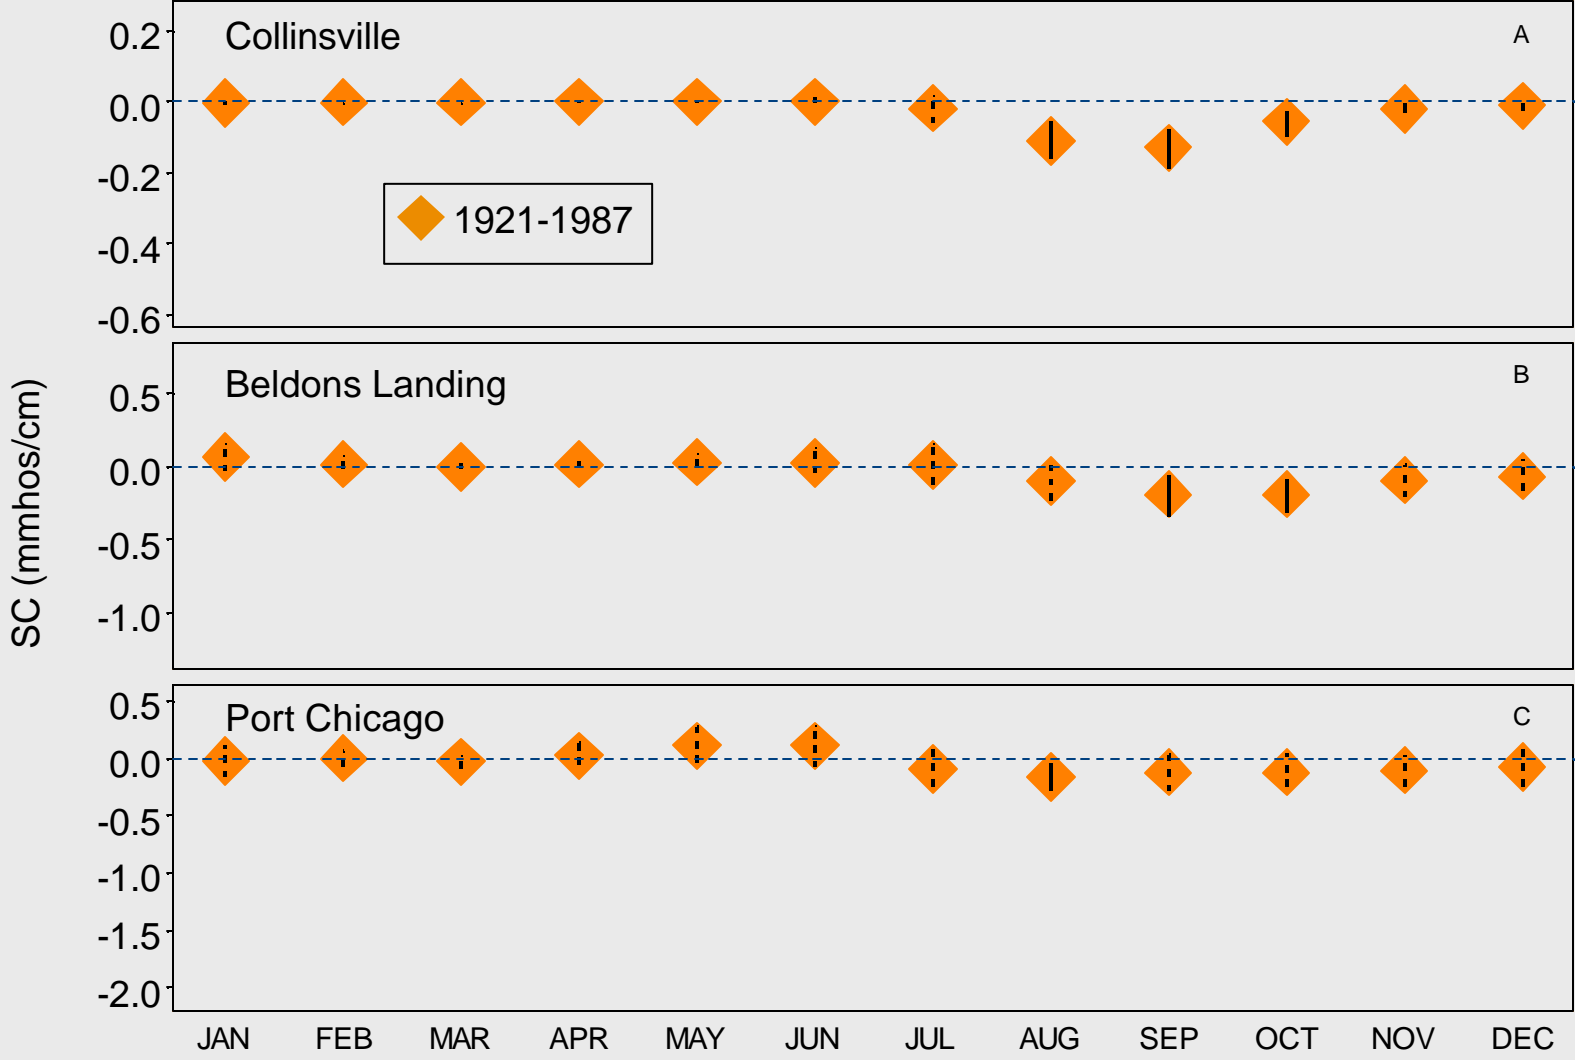 SC (mmhos/cm)
Collinsville
A
0.2
0.0
-0.2
-0.4
-0.6
1921-1987
Beldons Landing
B
0.5
0.0
-0.5
-1.0
Port Chicago
C
0.5
0.0
-0.5
-1.0
-1.5
-2.0
JAN FEB MAR APR MAY JUN JUL AUG SEP OCT NOV DEC